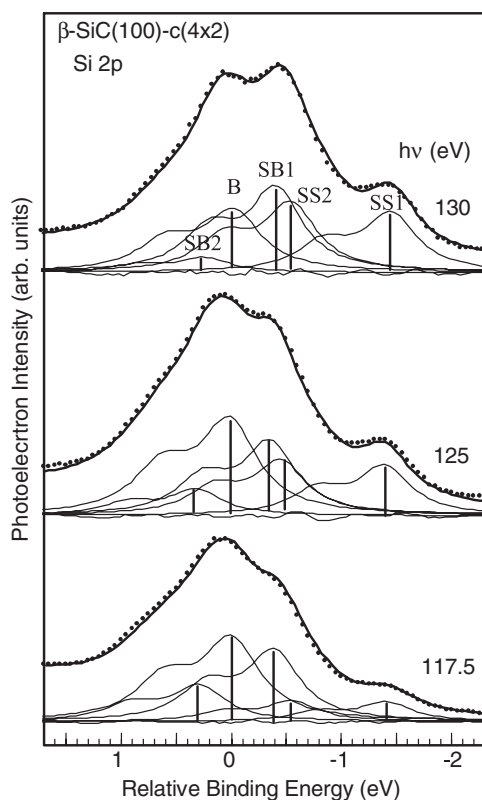 β-SiC(100)-c(4x2)
Si 2p
hν (eV)
SB1
B
SS2
SS1
SB2
130
125
117.5
Photoelecrtron Intensity (arb. units)
1 0 -1 -2
Relative Binding Energy (eV)